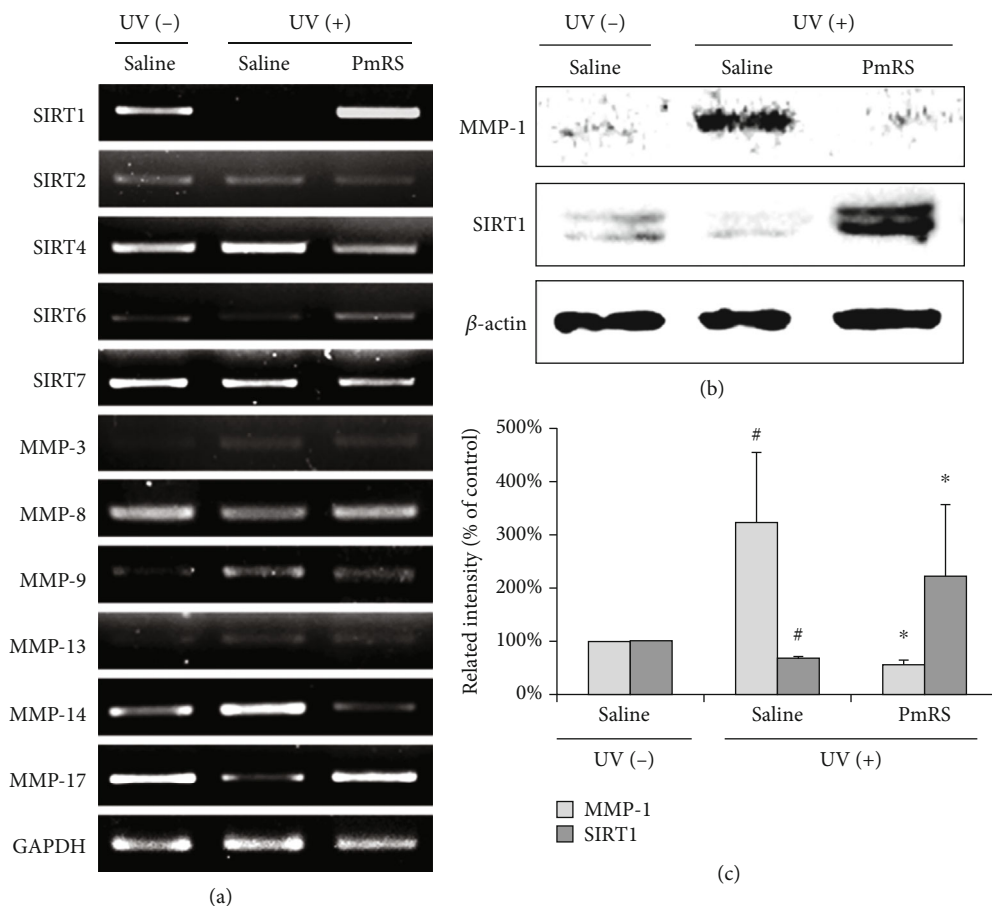 UV (–) UV (+)
Saline Saline PmRS
SIRT1
SIRT2
SIRT4
SIRT6
SIRT7
MMP-3
MMP-8
MMP-9
MMP-13
MMP-14
MMP-17
GAPDH
(a)
UV (–) UV (+)
Saline Saline PmRS
MMP-1
SIRT1
β-actin
(b)
Related intensity (% of control)
500%
400%
300%
200%
100%
0%
#
#
*
*
Saline Saline PmRS
UV (–) UV (+)
MMP-1
SIRT1
(c)